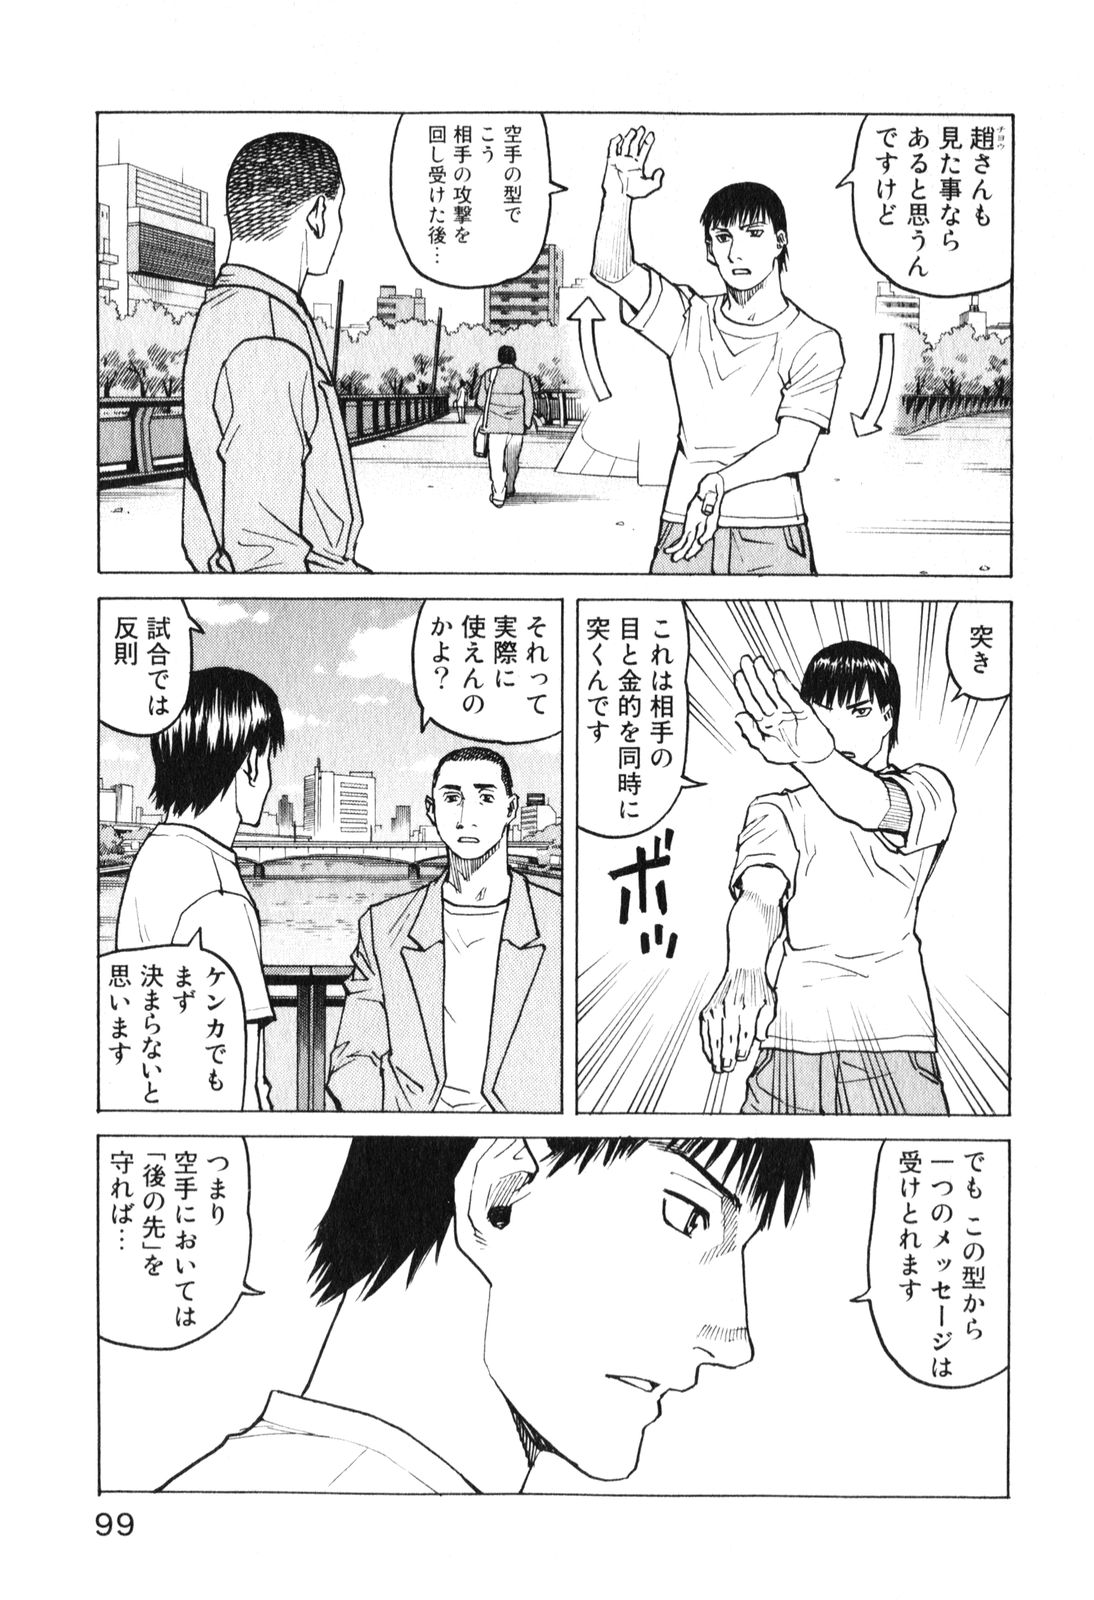 趙さんも
チョウ
見た事なら
あると思うん
ですけど
空手の型で
こう
相手の攻撃を
回し受けた後…
突き
これは相手の
目と金的を同時に
突くんです
ボッ
それって
実際に
使えんの
かよ？
試合では
反則
ケンカでも
まず
決まらないと
思います
でも この型から
一つのメッセージは
受けとれます
つまり
空手においては
「後の先」を
守れば…
99